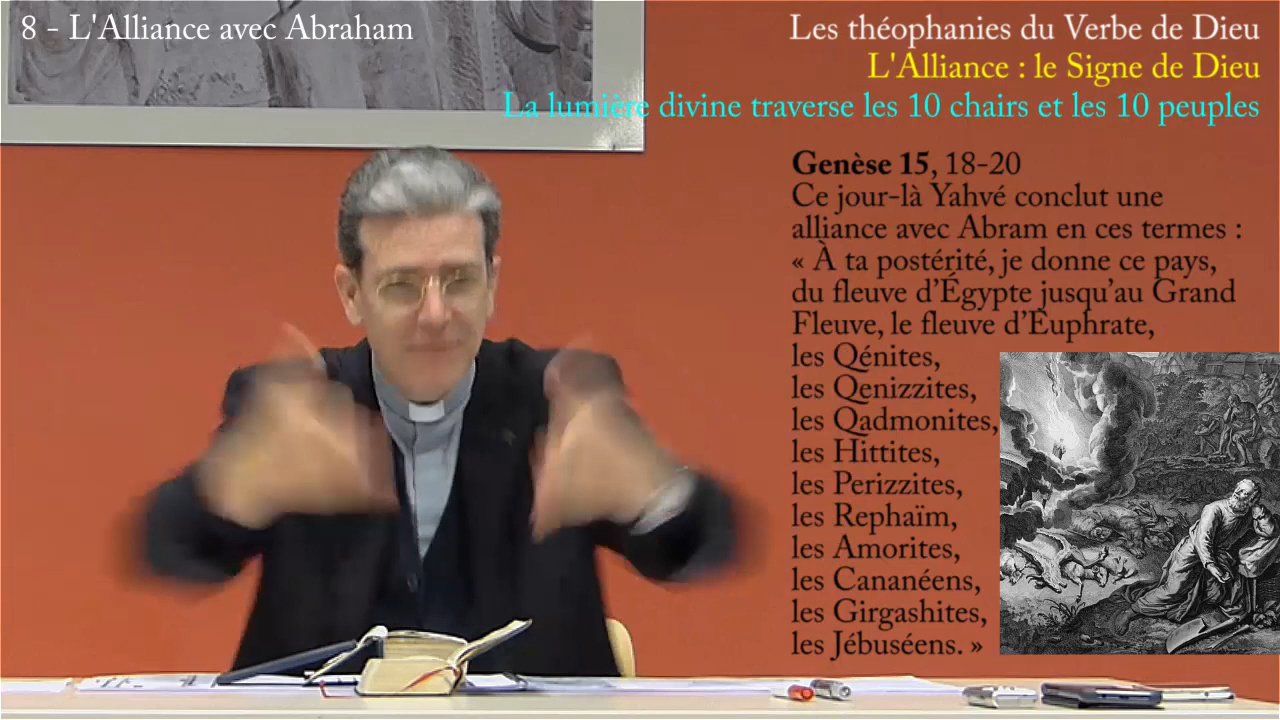 8 - L'Alliance avec Abraham
Les théophanies du Verbe de Dieu
L'Alliance : le Signe de Dieu
La lumière divine traverse les 10 chairs et les 10 peuples
Genèse 15, 18-20
Ce jour-là Yahvé conclut une
alliance avec Abram en ces termes :
« À ta postérité, je donne ce pays,
du fleuve d'Égypte jusqu'au Grand
Fleuve, le fleuve d'Euphrate,
les Qénites,
les Qenizzites,
les Qadmonites,
les Hittites,
les Perizzites,
les Rephaïm,
les Amorites,
les Cananéens,
les Girgashites,
les Jébuséens. »